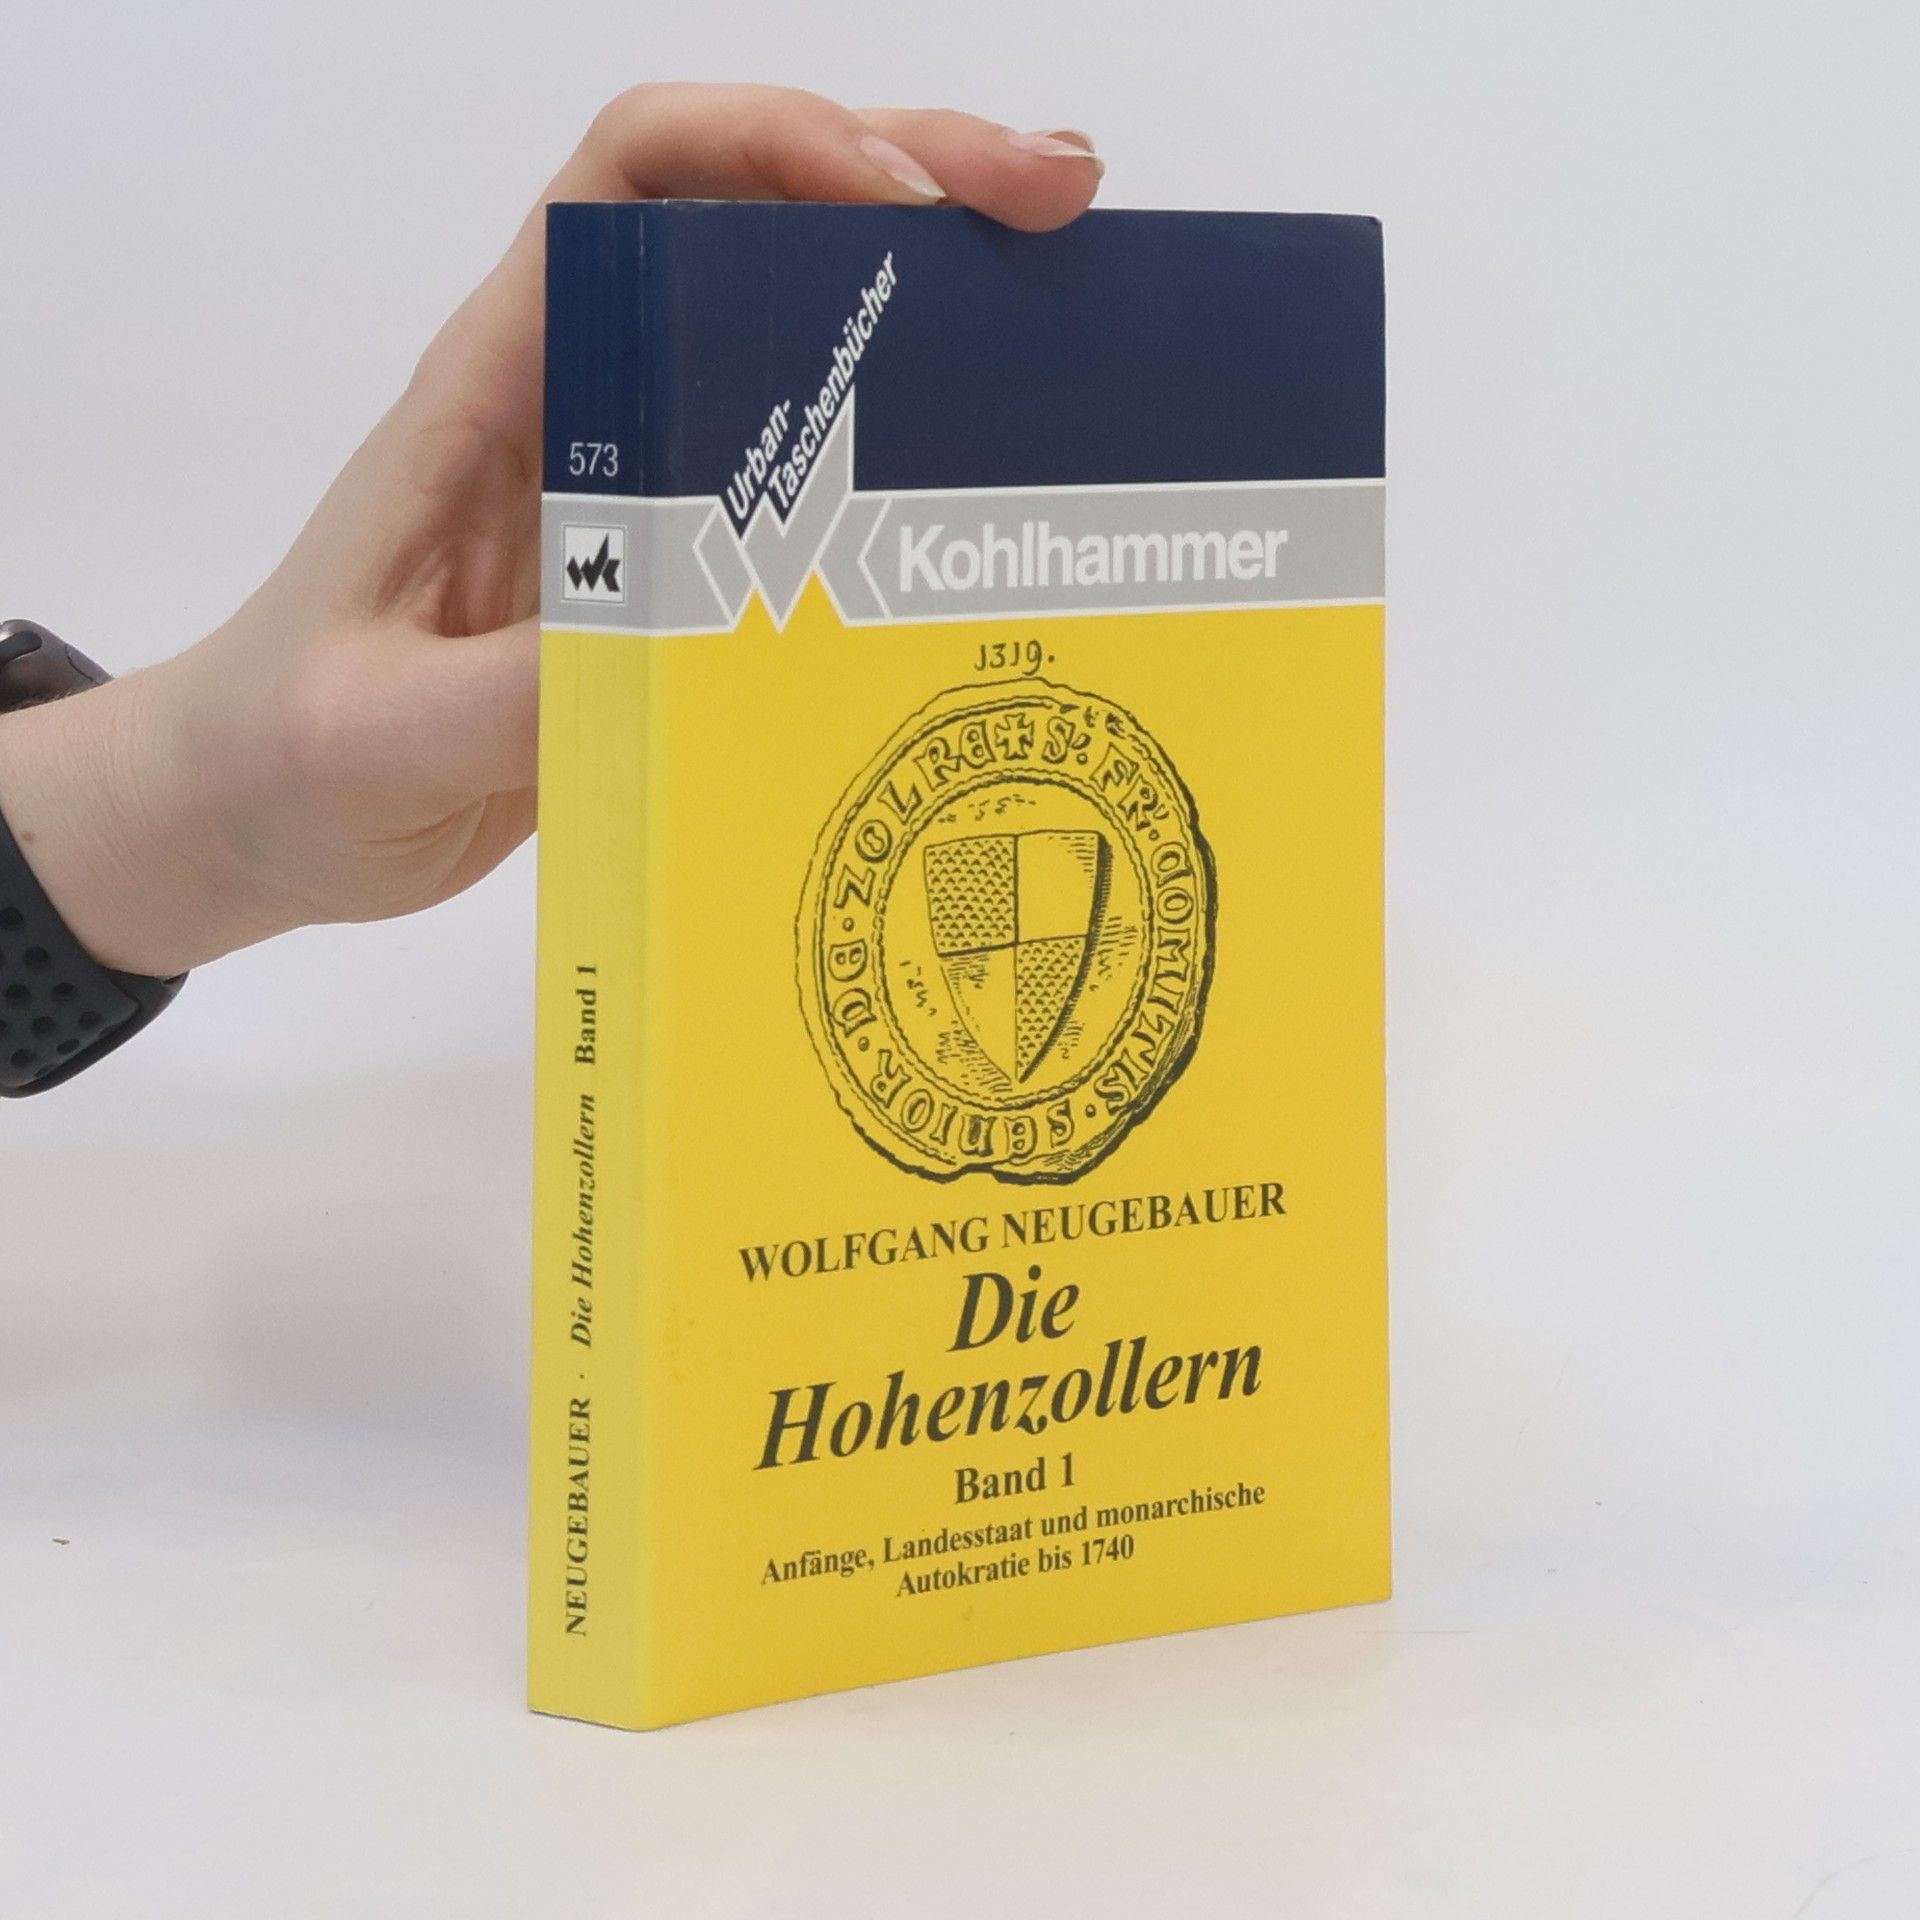 573
NEUGEBAUER · Die Hohenzollern Band 1
Urban-
Taschenbücher
Kohlhammer
1319.
✠ S'. FR'. COMITIS. SENIOR. DE. ZOLRE
WOLFGANG NEUGEBAUER
Die
Hohenzollern
Band 1
Anfänge, Landesstaat und monarchische
Autokratie bis 1740